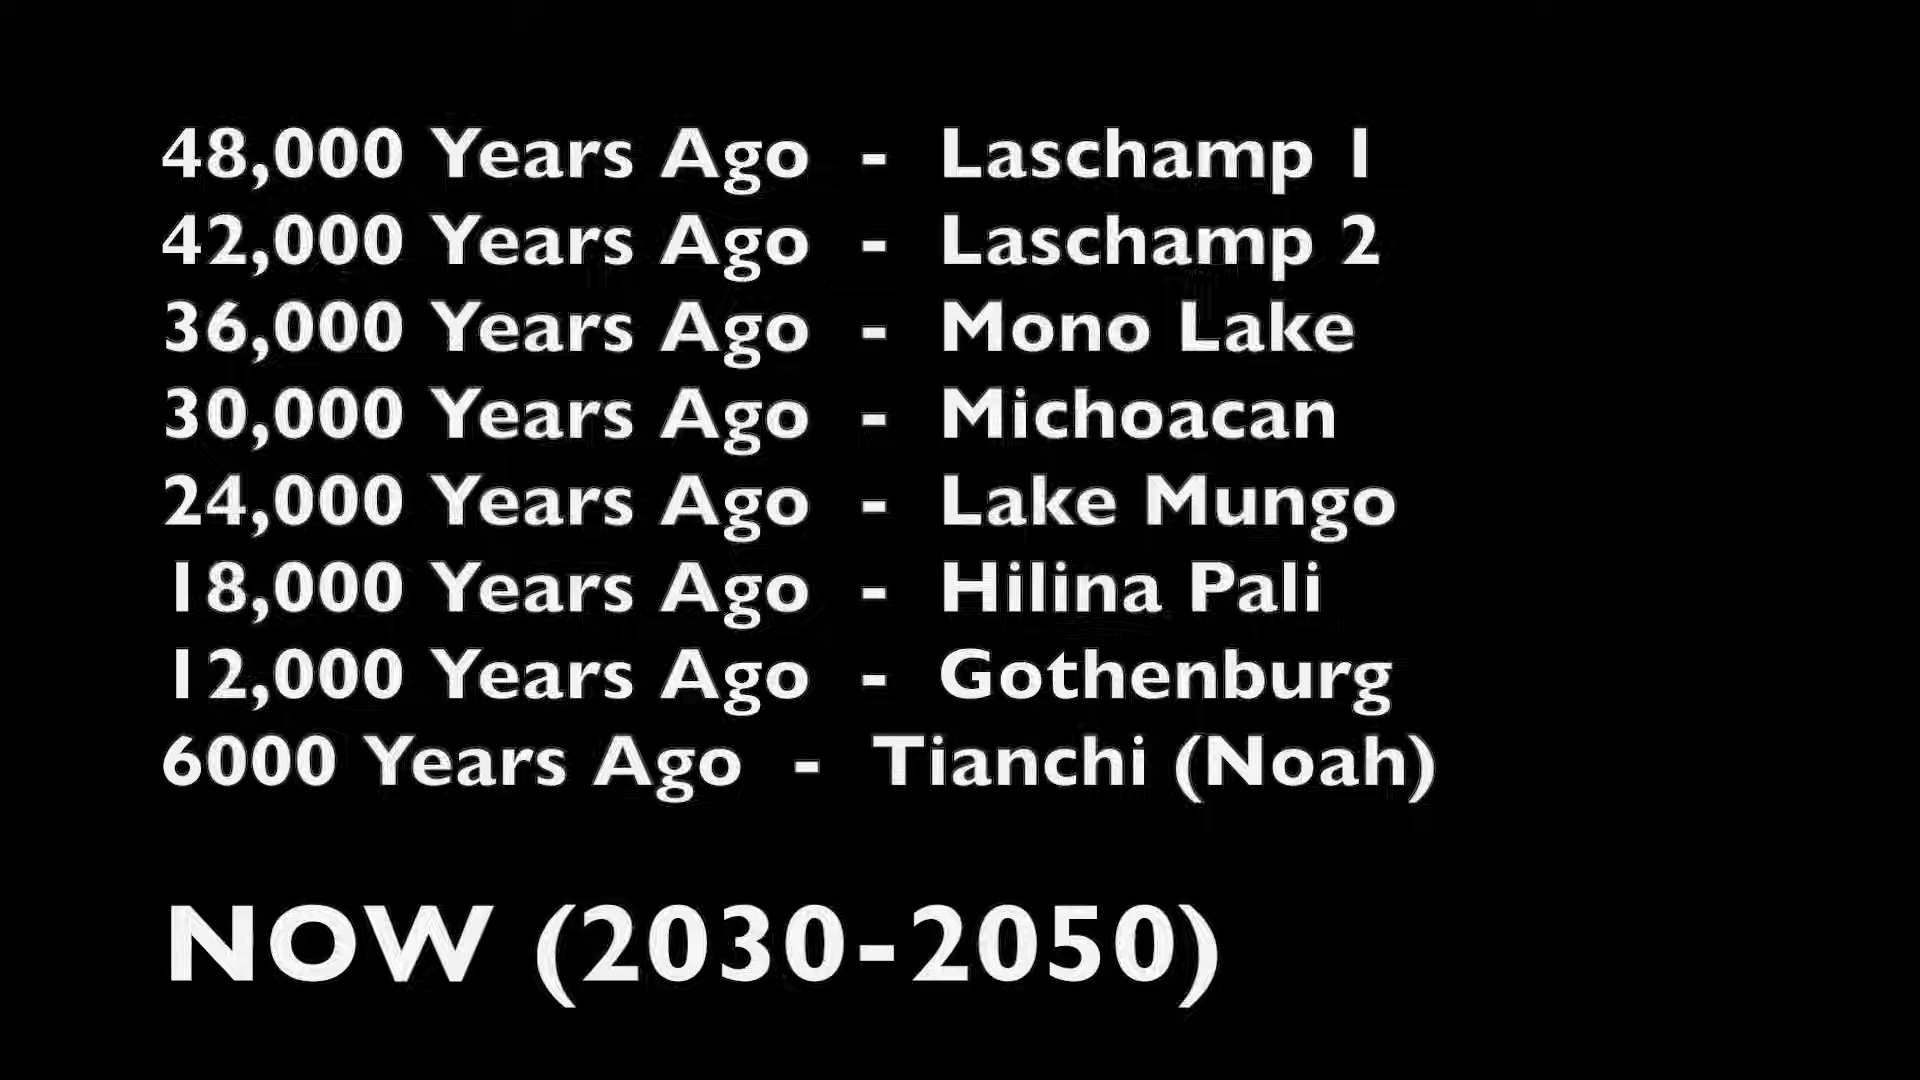 48,000 Years Ago - Laschamp 1
42,000 Years Ago - Laschamp 2
36,000 Years Ago - Mono Lake
30,000 Years Ago - Michoacan
24,000 Years Ago - Lake Mungo
18,000 Years Ago - Hilina Pali
12,000 Years Ago - Gothenburg
6000 Years Ago - Tianchi (Noah)
NOW (2030-2050)